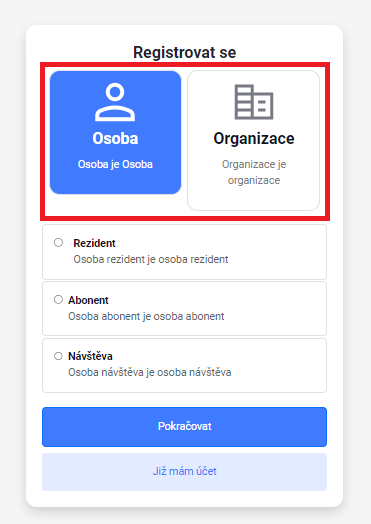 Registrovat se
Osoba
Osoba je Osoba
Organizace
Organizace je
organizace
Rezident
Osoba rezident je osoba rezident
Abonent
Osoba abonent je osoba abonent
Návštěva
Osoba návštěva je osoba návštěva
Pokračovat
Již mám účet